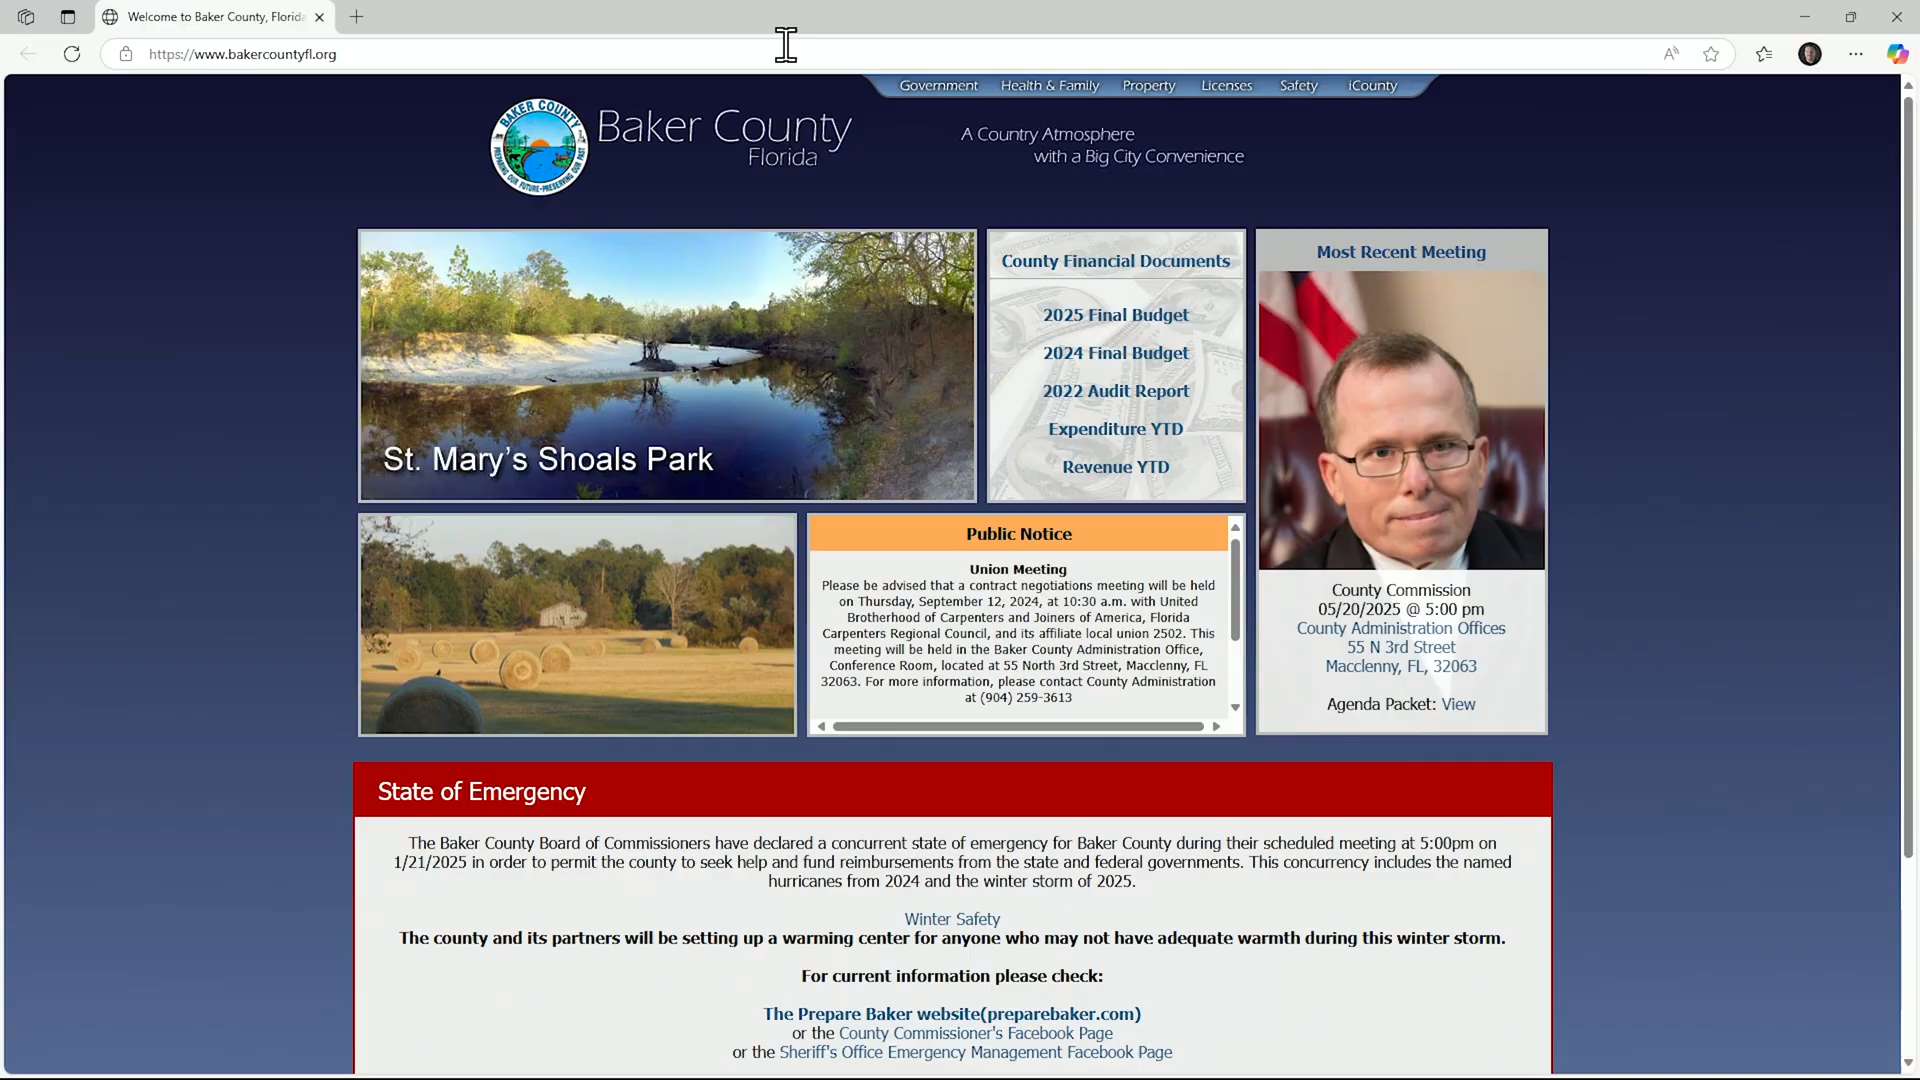 Welcome to Baker County, Florida
https://www.bakercountyfl.org
Government Health & Family Property Licenses Safety iCounty
BAKER COUNTY
PREPARING OUR FUTURE-PRESERVING OUR PAST
Baker County
Florida
A Country Atmosphere
with a Big City Convenience
St. Mary's Shoals Park
County Financial Documents
2025 Final Budget
2024 Final Budget
2022 Audit Report
Expenditure YTD
Revenue YTD
Most Recent Meeting
County Commission
05/20/2025 @ 5:00 pm
County Administration Offices
55 N 3rd Street
Macclenny, FL, 32063
Agenda Packet: View
Public Notice
Union Meeting
Please be advised that a contract negotiations meeting will be held
on Thursday, September 12, 2024, at 10:30 a.m. with United
Brotherhood of Carpenters and Joiners of America, Florida
Carpenters Regional Council, and its affiliate local union 2502. This
meeting will be held in the Baker County Administration Office,
Conference Room, located at 55 North 3rd Street, Macclenny, FL
32063. For more information, please contact County Administration
at (904) 259-3613
State of Emergency
The Baker County Board of Commissioners have declared a concurrent state of emergency for Baker County during their scheduled meeting at 5:00pm on
1/21/2025 in order to permit the county to seek help and fund reimbursements from the state and federal governments. This concurrency includes the named
hurricanes from 2024 and the winter storm of 2025.
Winter Safety
The county and its partners will be setting up a warming center for anyone who may not have adequate warmth during this winter storm.
For current information please check:
The Prepare Baker website(preparebaker.com)
or the County Commissioner's Facebook Page
or the Sheriff's Office Emergency Management Facebook Page